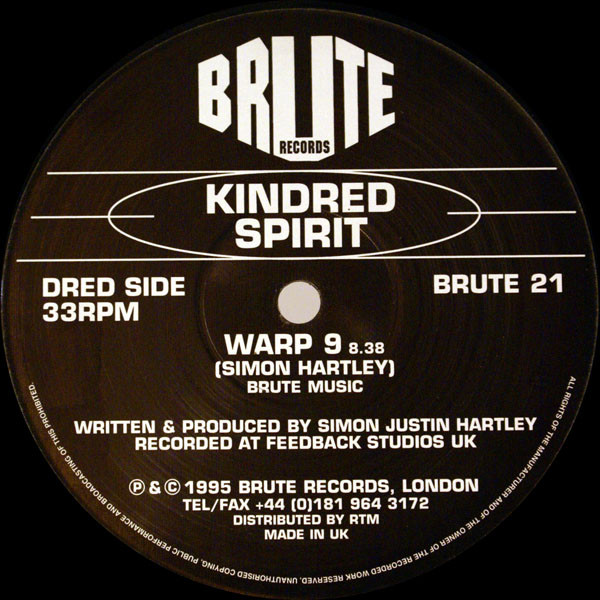 BRUTE
RECORDS
KINDRED
SPIRIT
DRED SIDE
33RPM
BRUTE 21
WARP 9 8.38
(SIMON HARTLEY)
BRUTE MUSIC
WRITTEN & PRODUCED BY SIMON JUSTIN HARTLEY
RECORDED AT FEEDBACK STUDIOS UK
℗ & © 1995 BRUTE RECORDS, LONDON
TEL/FAX +44 (0)181 964 3172
DISTRIBUTED BY RTM
MADE IN UK
ALL RIGHTS OF THE MANUFACTURER AND OF THE OWNER OF THE RECORDED WORK RESERVED. UNAUTHORISED COPYING, PUBLIC PERFORMANCE AND BROADCASTING OF THIS PROHIBITED.